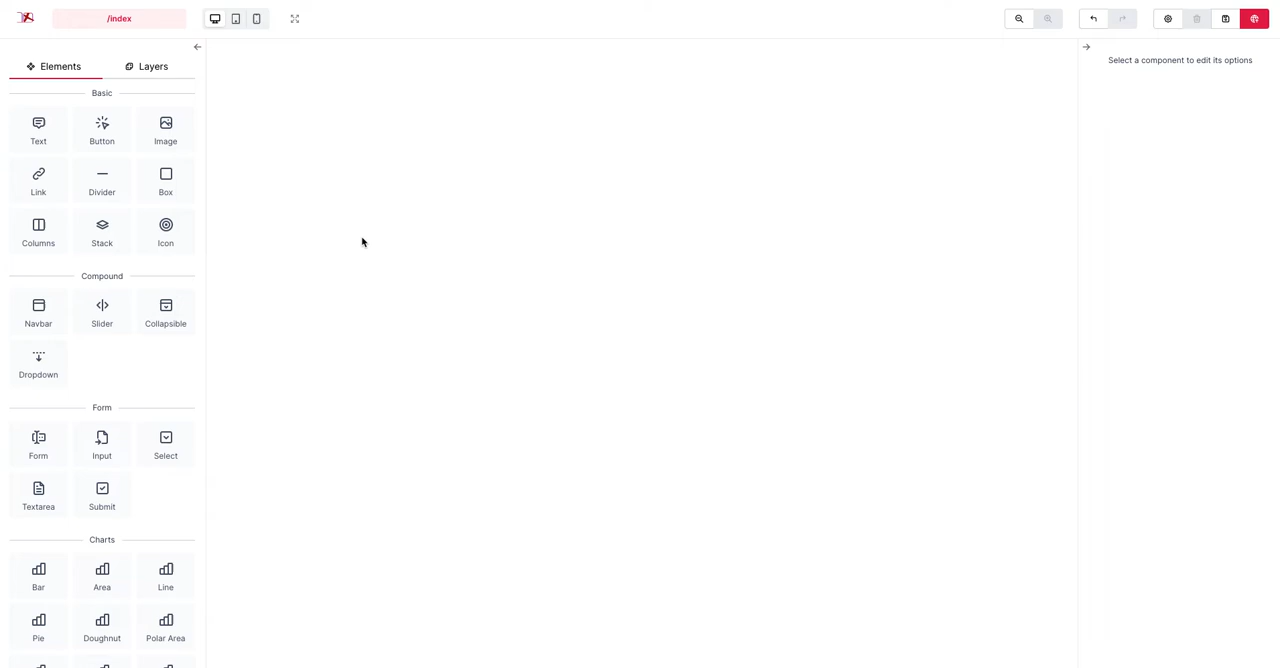 /index
Elements
Layers
Select a component to edit its options
Basic
Text
Button
Image
Link
Divider
Box
Columns
Stack
Icon
Compound
Navbar
Slider
Collapsible
Dropdown
Form
Form
Input
Select
Textarea
Submit
Charts
Bar
Area
Line
Pie
Doughnut
Polar Area